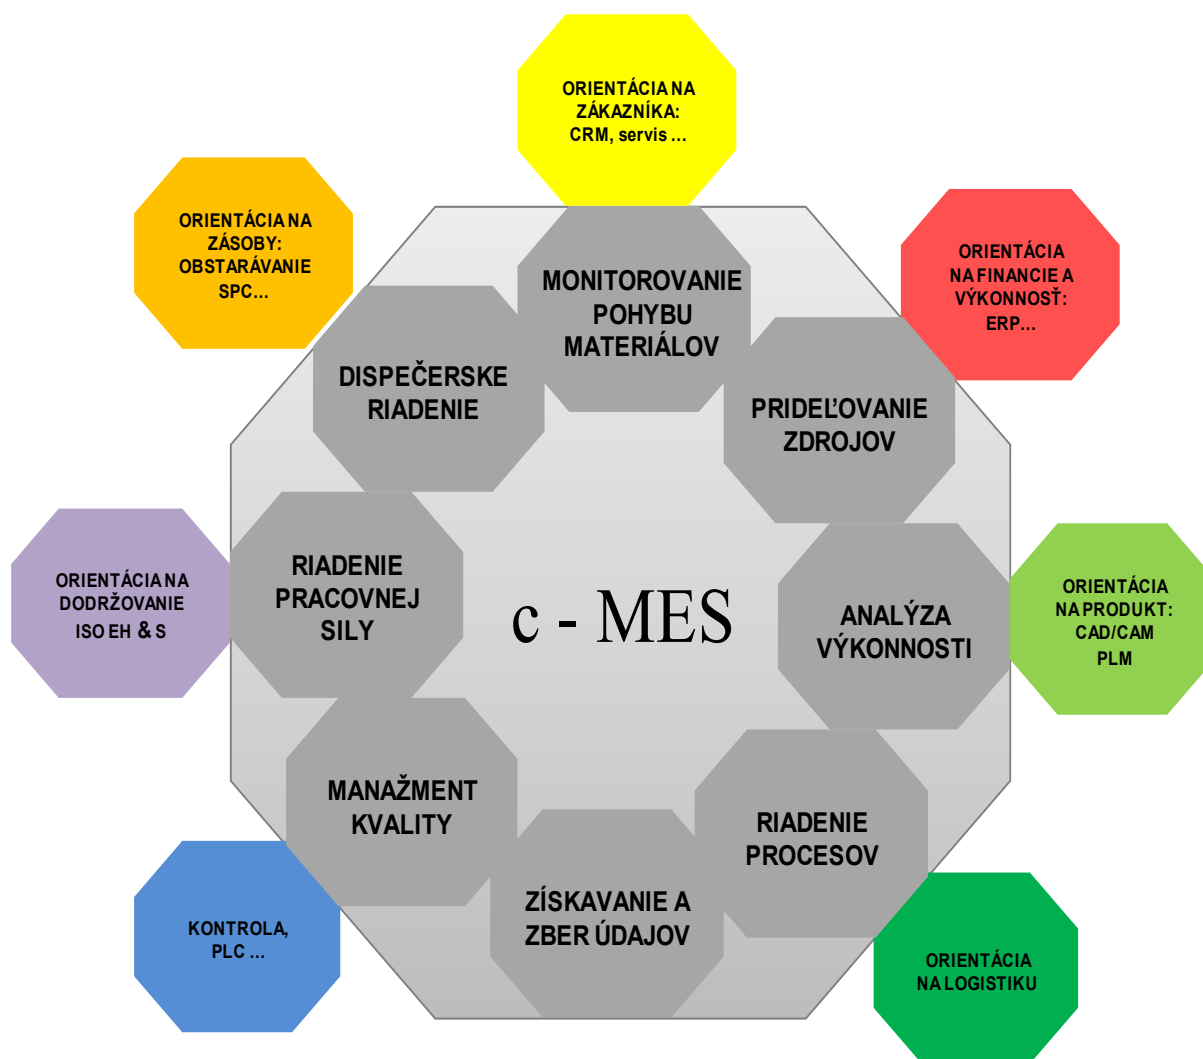 ORIENTÁCIA NA
ZÁKAZNÍKA:
CRM, servis ...
ORIENTÁCIA NA
ZÁSOBY:
OBSTARÁVANIE
SPC...
ORIENTÁCIA
NA FINANCIE A
VÝKONNOSŤ:
ERP...
MONITOROVANIE
POHYBU
MATERIÁLOV
DISPEČERSKE
RIADENIE
PRIDEĽOVANIE
ZDROJOV
ORIENTÁCIA NA
DODRŽOVANIE
ISO EH & S
RIADENIE
PRACOVNEJ
SILY
c - MES
ANALÝZA
VÝKONNOSTI
ORIENTÁCIA
NA PRODUKT:
CAD/CAM
PLM
MANAŽMENT
KVALITY
RIADENIE
PROCESOV
ZÍSKAVANIE A
ZBER ÚDAJOV
KONTROLA,
PLC ...
ORIENTÁCIA
NA LOGISTIKU